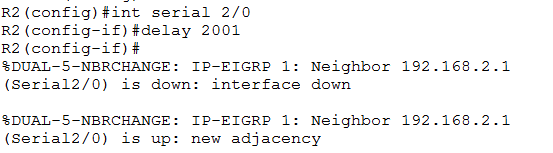 R2(config)#int serial 2/0
R2(config-if)#delay 2001
R2(config-if)#
%DUAL-5-NBRCHANGE: IP-EIGRP 1: Neighbor 192.168.2.1
(Serial2/0) is down: interface down
%DUAL-5-NBRCHANGE: IP-EIGRP 1: Neighbor 192.168.2.1
(Serial2/0) is up: new adjacency